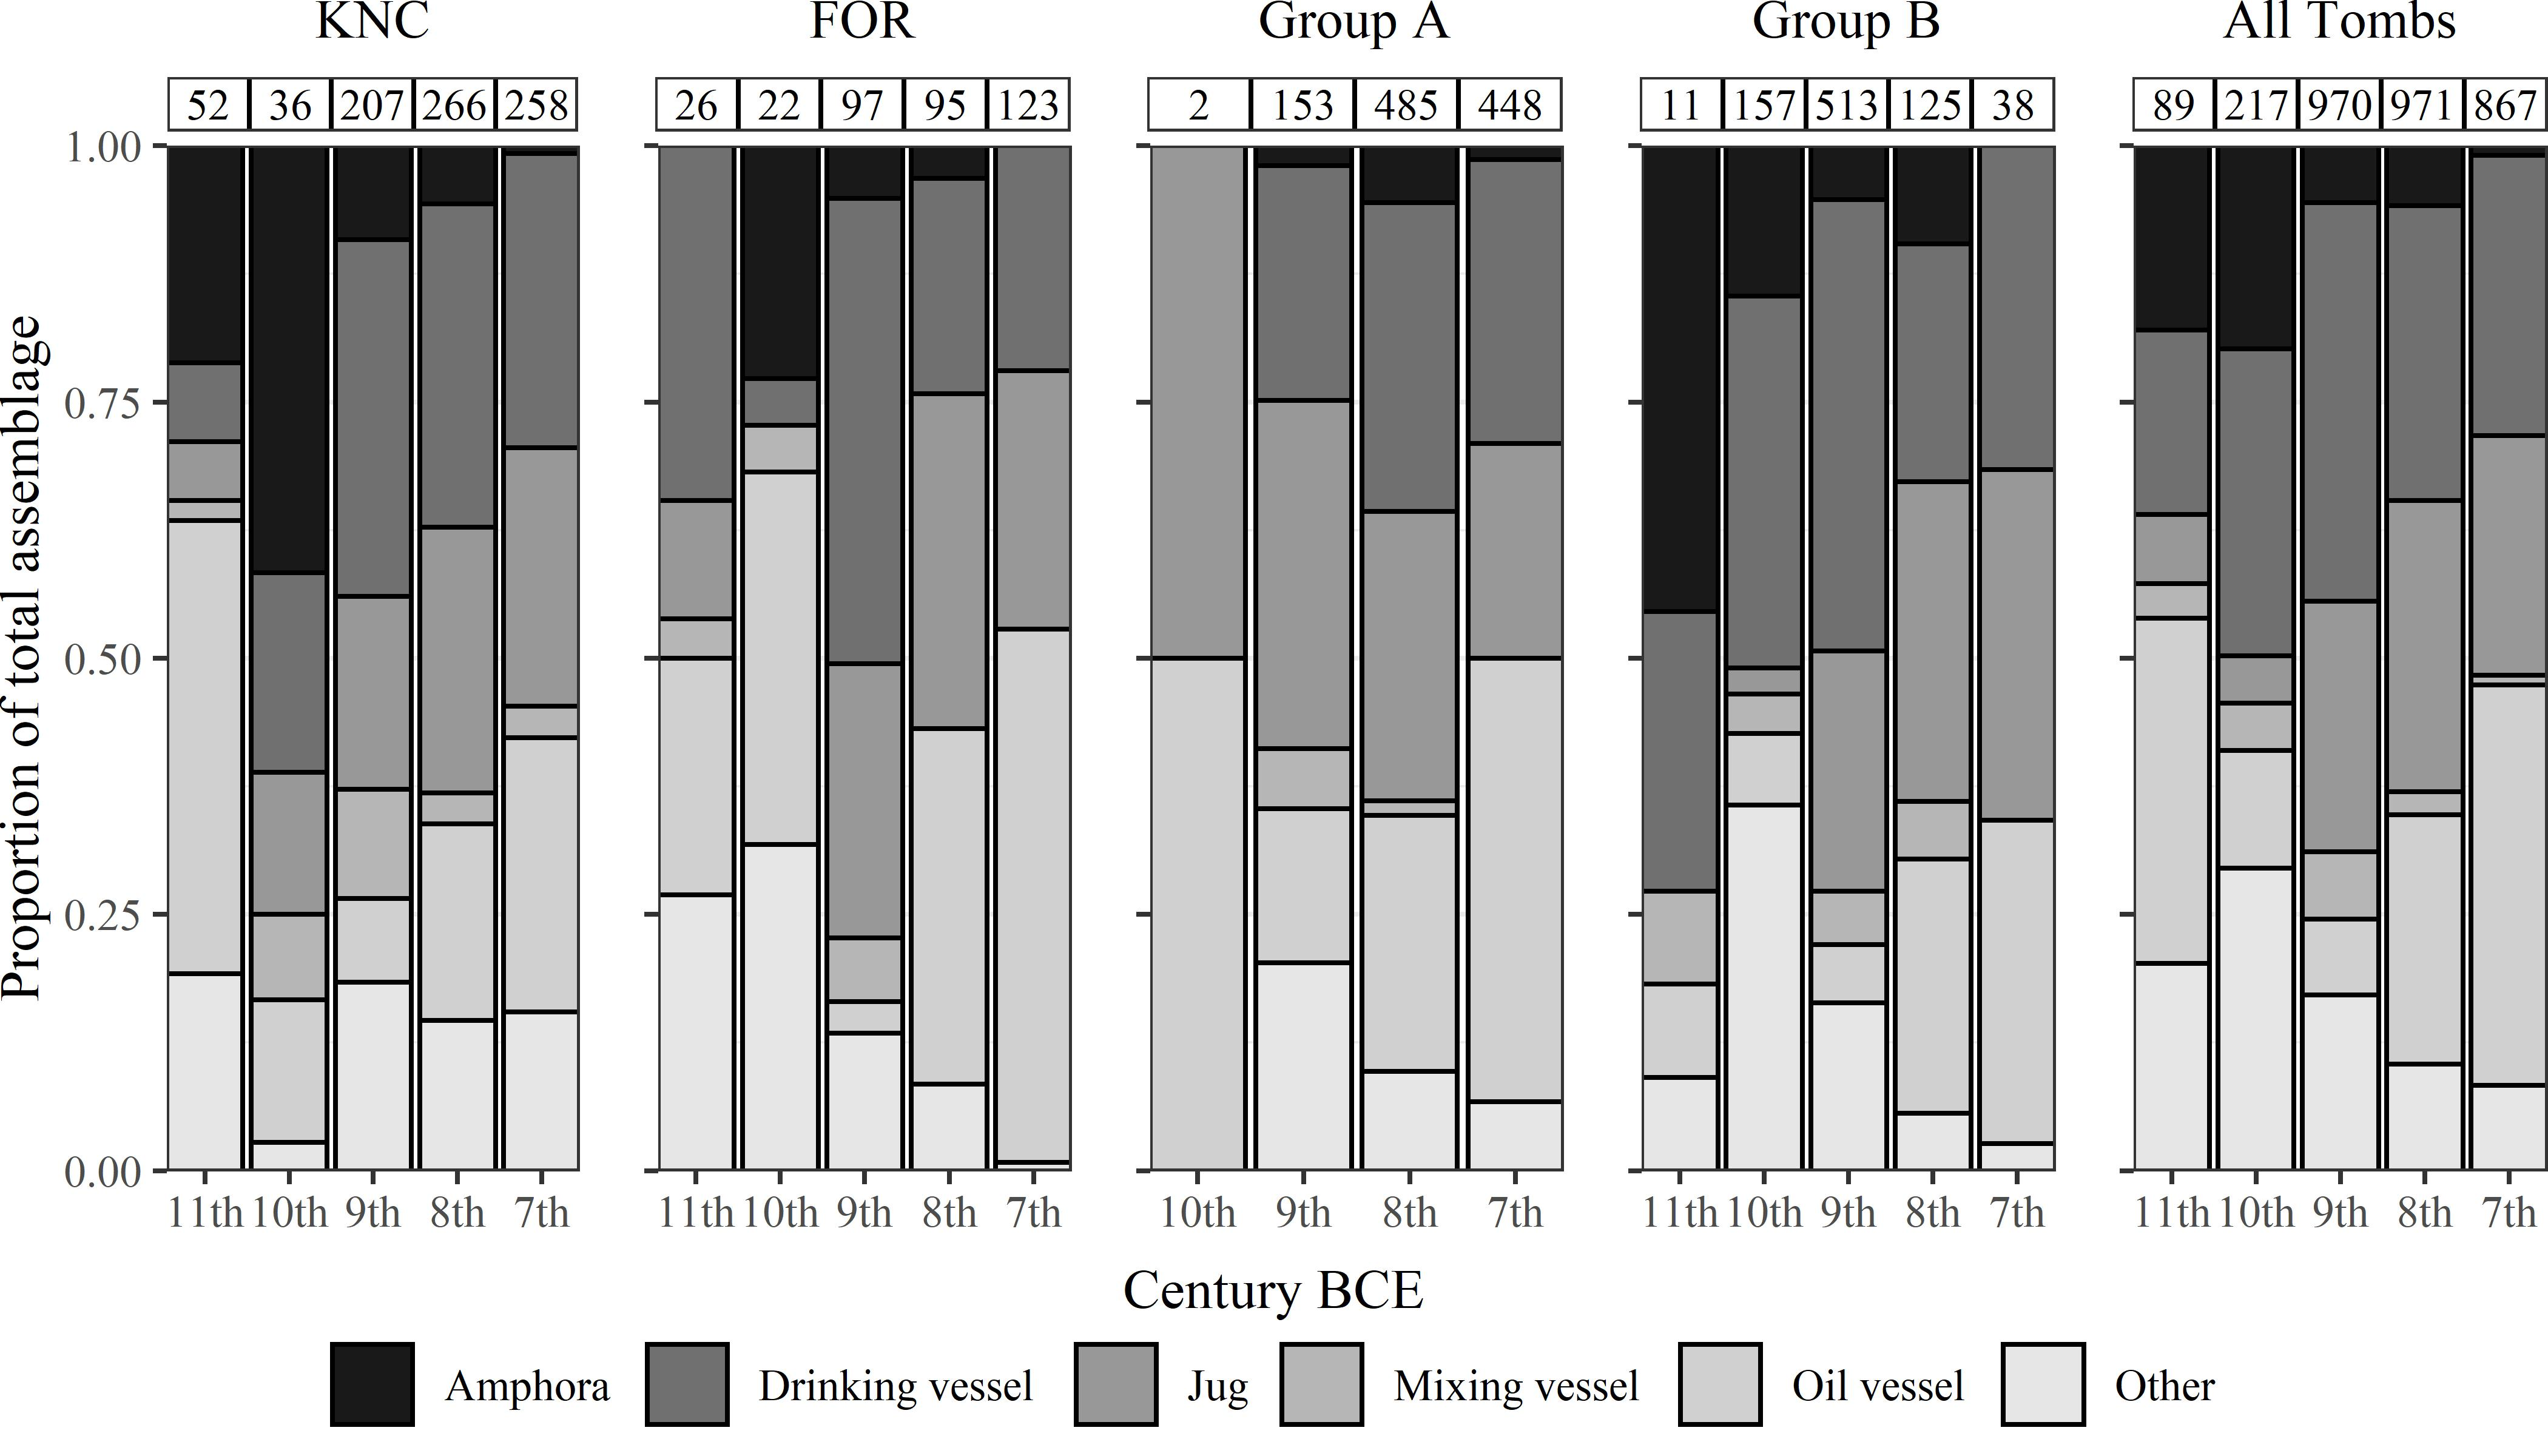 KNC FOR Group A Group B All Tombs
52 36 207 266 258 26 22 97 95 123 2 153 485 448 11 157 513 125 38 89 217 970 971 867
Proportion of total assemblage
1.00
0.75
0.50
0.25
0.00
11th 10th 9th 8th 7th 11th 10th 9th 8th 7th 10th 9th 8th 7th 11th 10th 9th 8th 7th 11th 10th 9th 8th 7th
Century BCE
Amphora Drinking vessel Jug Mixing vessel Oil vessel Other